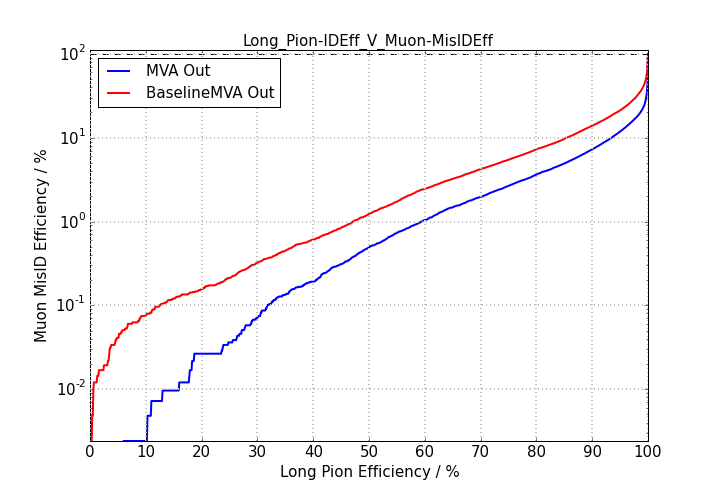 Long_Pion-IDEff_V_Muon-MisIDEff
MVA Out
BaselineMVA Out
Muon MisID Efficiency / %
10²
10¹
10⁰
10⁻¹
10⁻²
0 10 20 30 40 50 60 70 80 90 100
Long Pion Efficiency / %